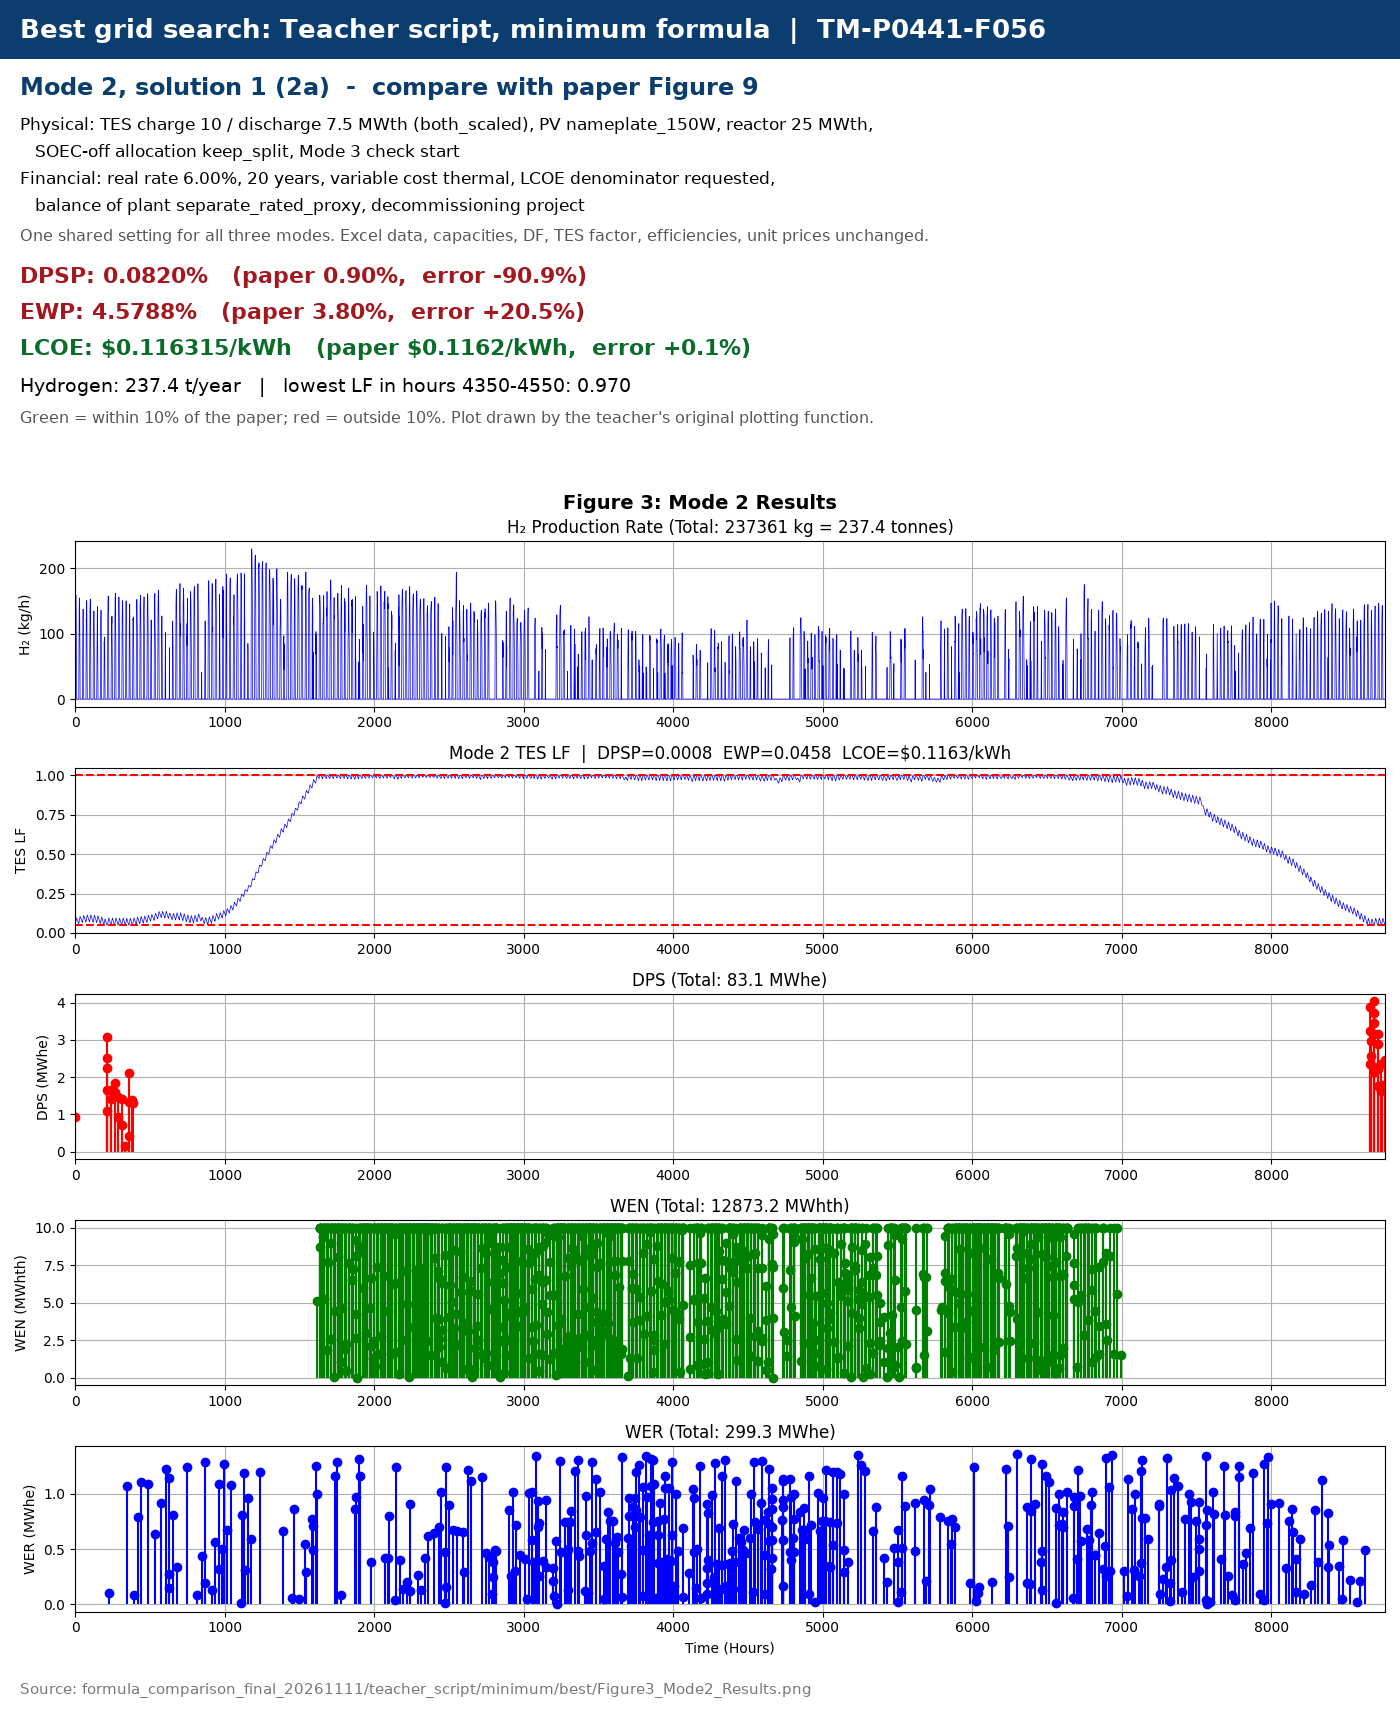 Best grid search: Teacher script, minimum formula | TM-P0441-F056
Mode 2, solution 1 (2a) - compare with paper Figure 9
Physical: TES charge 10 / discharge 7.5 MWth (both_scaled), PV nameplate_150W, reactor 25 MWth,
SOEC-off allocation keep_split, Mode 3 check start
Financial: real rate 6.00%, 20 years, variable cost thermal, LCOE denominator requested,
balance of plant separate_rated_proxy, decommissioning project
One shared setting for all three modes. Excel data, capacities, DF, TES factor, efficiencies, unit prices unchanged.
DPSP: 0.0820% (paper 0.90%, error -90.9%)
EWP: 4.5788% (paper 3.80%, error +20.5%)
LCOE: $0.116315/kWh (paper $0.1162/kWh, error +0.1%)
Hydrogen: 237.4 t/year | lowest LF in hours 4350-4550: 0.970
Green = within 10% of the paper; red = outside 10%. Plot drawn by the teacher's original plotting function.
Figure 3: Mode 2 Results
H₂ Production Rate (Total: 237361 kg = 237.4 tonnes)
H₂ (kg/h)
200
100
0
0 1000 2000 3000 4000 5000 6000 7000 8000
Mode 2 TES LF | DPSP=0.0008 EWP=0.0458 LCOE=$0.1163/kWh
TES LF
1.00
0.75
0.50
0.25
0.00
0 1000 2000 3000 4000 5000 6000 7000 8000
DPS (Total: 83.1 MWhe)
DPS (MWhe)
4
3
2
1
0
0 1000 2000 3000 4000 5000 6000 7000 8000
WEN (Total: 12873.2 MWhth)
WEN (MWhth)
10.0
7.5
5.0
2.5
0.0
0 1000 2000 3000 4000 5000 6000 7000 8000
WER (Total: 299.3 MWhe)
WER (MWhe)
1.0
0.5
0.0
0 1000 2000 3000 4000 5000 6000 7000 8000
Time (Hours)
Source: formula_comparison_final_20261111/teacher_script/minimum/best/Figure3_Mode2_Results.png